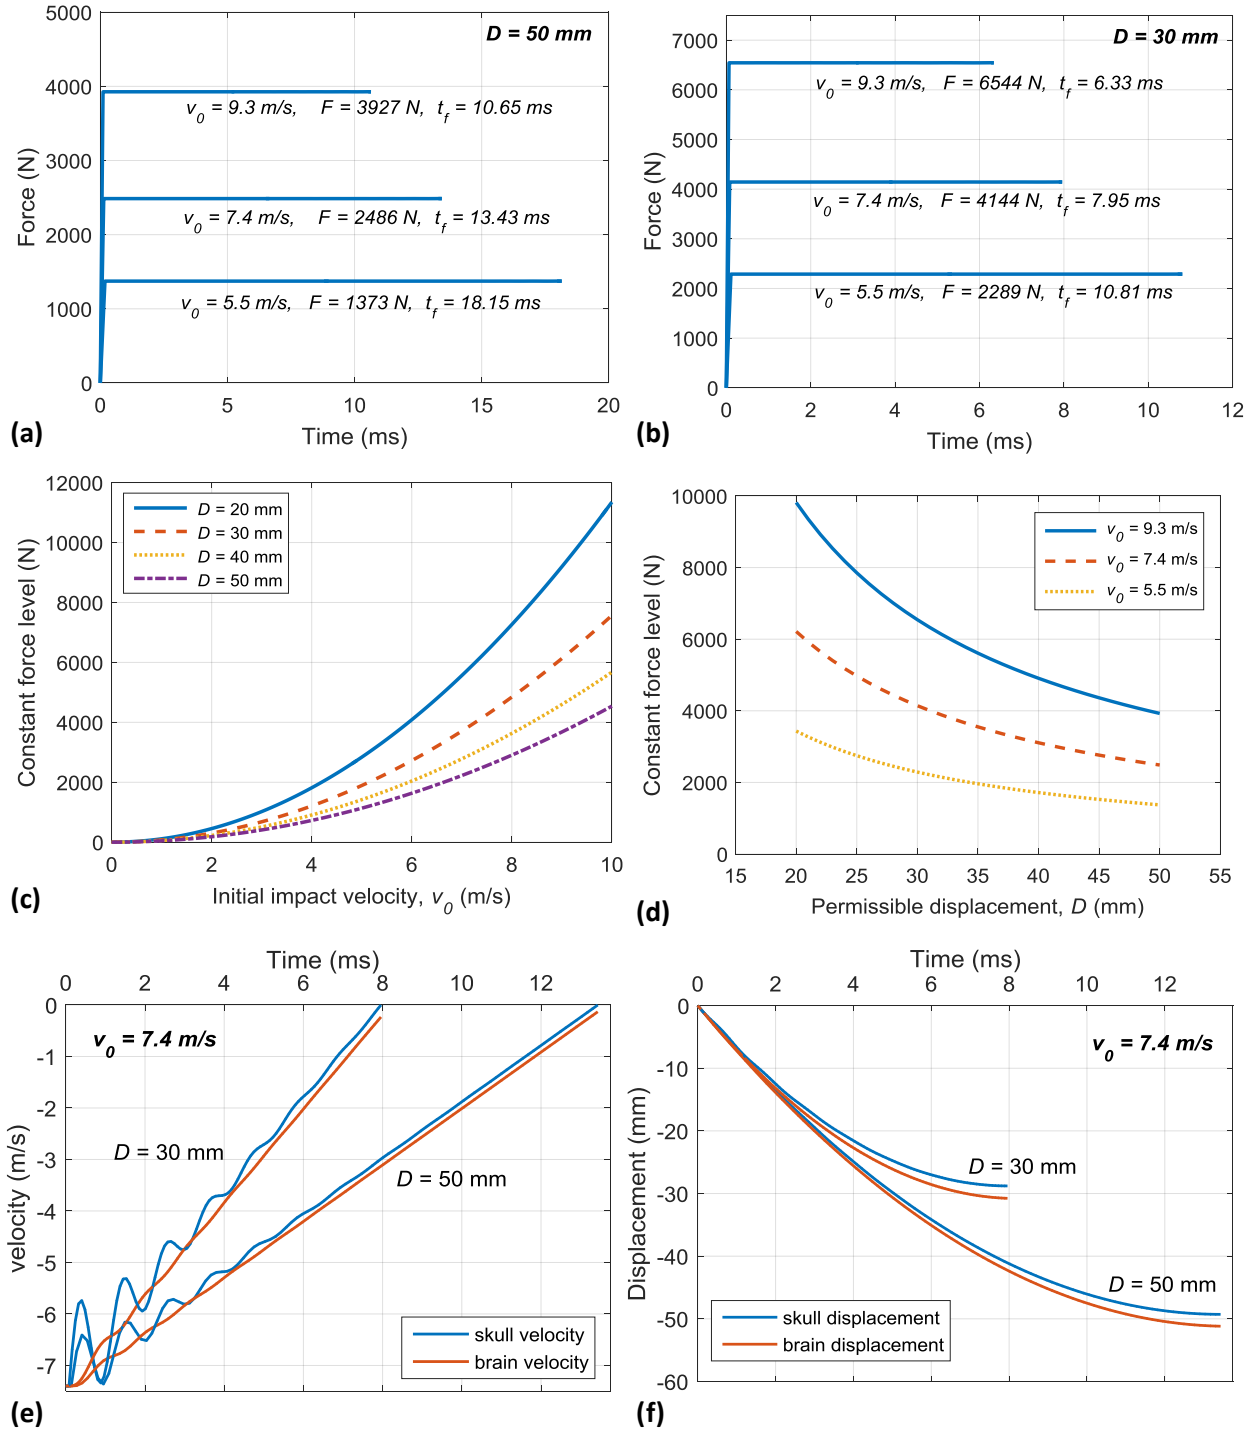 5000
4000
3000
2000
1000
0
Force (N)
D = 50 mm
v0 = 9.3 m/s, F = 3927 N, tf = 10.65 ms
v0 = 7.4 m/s, F = 2486 N, tf = 13.43 ms
v0 = 5.5 m/s, F = 1373 N, tf = 18.15 ms
0 5 10 15 20
Time (ms)
(a)
7000
6000
5000
4000
3000
2000
1000
0
Force (N)
D = 30 mm
v0 = 9.3 m/s, F = 6544 N, tf = 6.33 ms
v0 = 7.4 m/s, F = 4144 N, tf = 7.95 ms
v0 = 5.5 m/s, F = 2289 N, tf = 10.81 ms
0 2 4 6 8 10 12
Time (ms)
(b)
12000
10000
8000
6000
4000
2000
0
Constant force level (N)
D = 20 mm
D = 30 mm
D = 40 mm
D = 50 mm
0 2 4 6 8 10
Initial impact velocity, v0 (m/s)
(c)
10000
8000
6000
4000
2000
0
Constant force level (N)
v0 = 9.3 m/s
v0 = 7.4 m/s
v0 = 5.5 m/s
15 20 25 30 35 40 45 50 55
Permissible displacement, D (mm)
(d)
Time (ms)
0 2 4 6 8 10 12
0
-1
-2
-3
-4
-5
-6
-7
velocity (m/s)
v0 = 7.4 m/s
D = 30 mm
D = 50 mm
skull velocity
brain velocity
(e)
Time (ms)
0 2 4 6 8 10 12
0
-10
-20
-30
-40
-50
-60
Displacement (mm)
v0 = 7.4 m/s
D = 30 mm
D = 50 mm
skull displacement
brain displacement
(f)